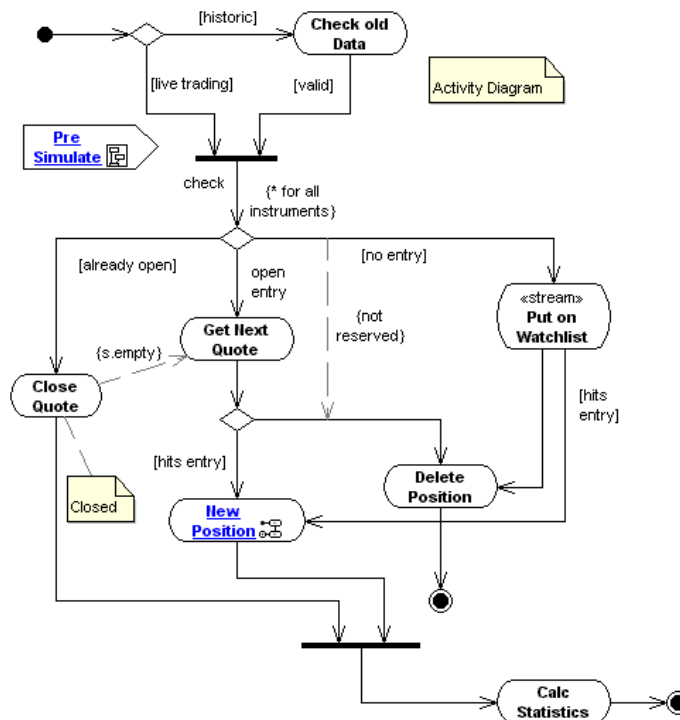 [historic]
Check old
Data
[live trading]
[valid]
Activity Diagram
Pre
Simulate
check
{* for all
instruments}
[already open]
open
entry
[no entry]
«stream»
Put on
Watchlist
{not
reserved}
Get Next
Quote
{s.empty}
Close
Quote
[hits
entry]
[hits entry]
Delete
Position
Closed
New
Position
Calc
Statistics